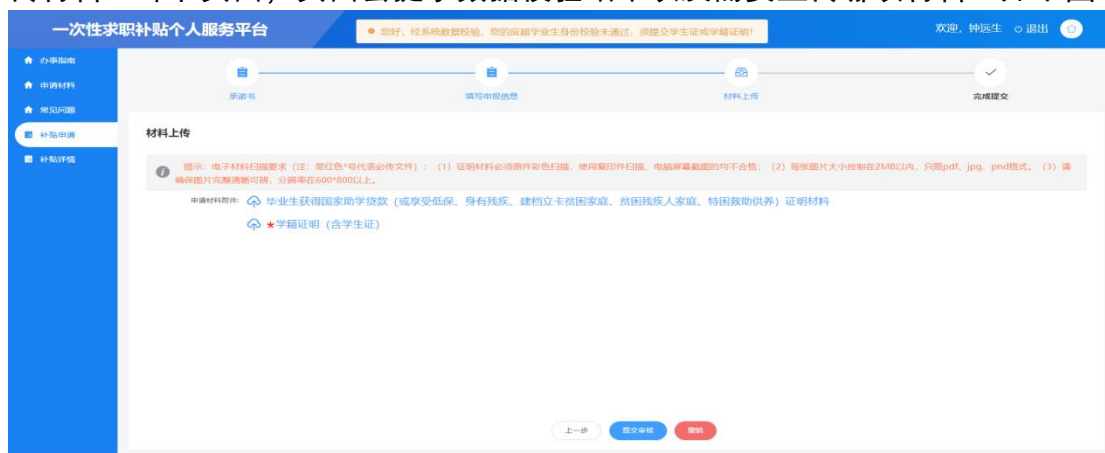 一次性求职补贴个人服务平台
您好，经系统数据校验，您的应届毕业生身份校验未通过，须提交学生证或学籍证明！
欢迎，钟远生 退出
办事指南
申请材料
常见问题
补贴申请
补贴详情
承诺书
填写申报信息
材料上传
完成提交
材料上传
提示：电子材料扫描要求（注：带红色*号代表必传文件）：（1）证明材料必须原件彩色扫描，使用复印件扫描、电脑屏幕截图的均不合格；（2）每张图片大小控制在2MB以内，只限pdf、jpg、pnd格式。（3）请
确保图片完整清晰可辨，分辨率在600*800以上。
申请材料附件：
毕业生获得国家助学贷款（或享受低保、身有残疾、建档立卡贫困家庭、贫困残疾人家庭、特困救助供养）证明材料
★学籍证明（含学生证）
上一步 提交审核 撤销